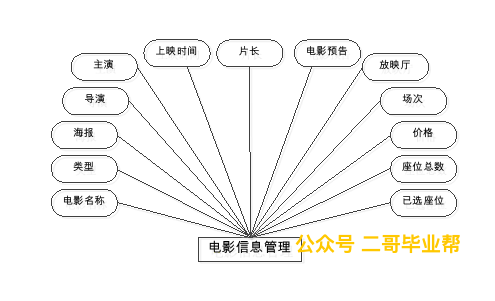 上映时间
片长
电影预告
主演
放映厅
导演
场次
海报
价格
类型
座位总数
电影名称
已选座位
电影信息管理
公众号 二哥毕业帮